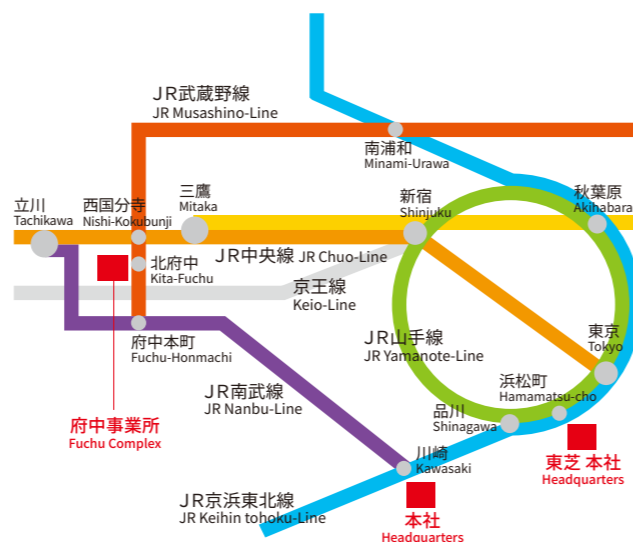 JR武蔵野線
JR Musashino-Line
南浦和
Minami-Urawa
立川
Tachikawa
西国分寺
Nishi-Kokubunji
三鷹
Mitaka
新宿
Shinjuku
秋葉原
Akihabara
JR中央線 JR Chuo-Line
北府中
Kita-Fuchu
京王線
Keio-Line
府中本町
Fuchu-Honmachi
JR山手線
JR Yamanote-Line
東京
Tokyo
浜松町
Hamamatsu-cho
JR南武線
JR Nanbu-Line
品川
Shinagawa
府中事業所
Fuchu Complex
川崎
Kawasaki
東芝 本社
Headquarters
JR京浜東北線
JR Keihin tohoku-Line
本社
Headquarters